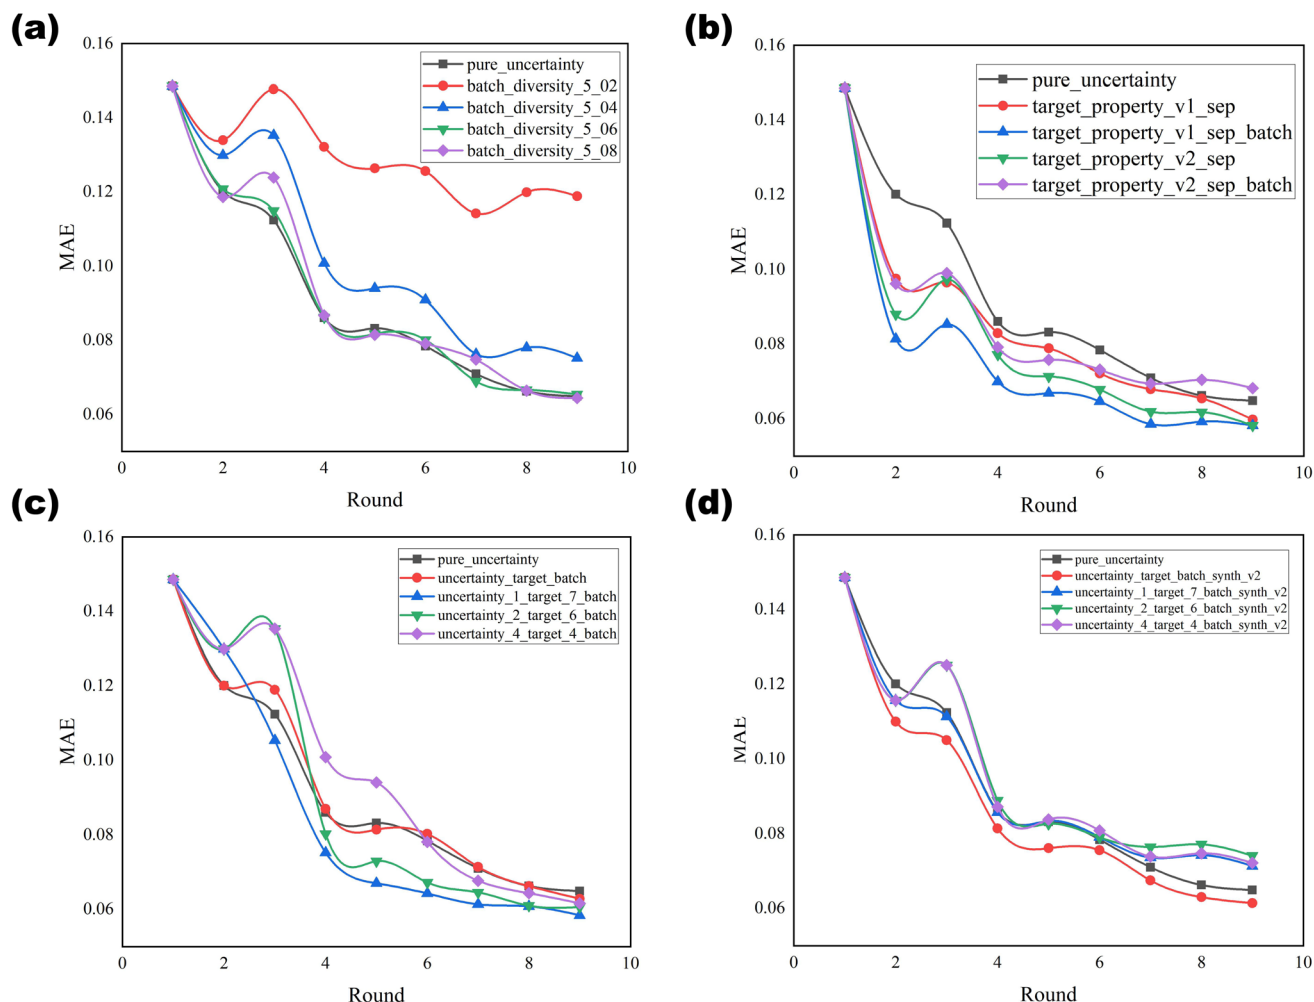 (a)
0.16
0.14
0.12
0.10
0.08
0.06
MAE
0
2
4
6
8
10
Round
pure_uncertainty
batch_diversity_5_02
batch_diversity_5_04
batch_diversity_5_06
batch_diversity_5_08
(b)
0.16
0.14
0.12
0.10
0.08
0.06
MAE
0
2
4
6
8
10
Round
pure_uncertainty
target_property_v1_sep
target_property_v1_sep_batch
target_property_v2_sep
target_property_v2_sep_batch
(c)
0.16
0.14
0.12
0.10
0.08
0.06
MAE
0
2
4
6
8
10
Round
pure_uncertainty
uncertainty_target_batch
uncertainty_1_target_7_batch
uncertainty_2_target_6_batch
uncertainty_4_target_4_batch
(d)
0.16
0.14
0.12
0.10
0.08
0.06
MAE
0
2
4
6
8
10
Round
pure_uncertainty
uncertainty_target_batch_synth_v2
uncertainty_1_target_7_batch_synth_v2
uncertainty_2_target_6_batch_synth_v2
uncertainty_4_target_4_batch_synth_v2